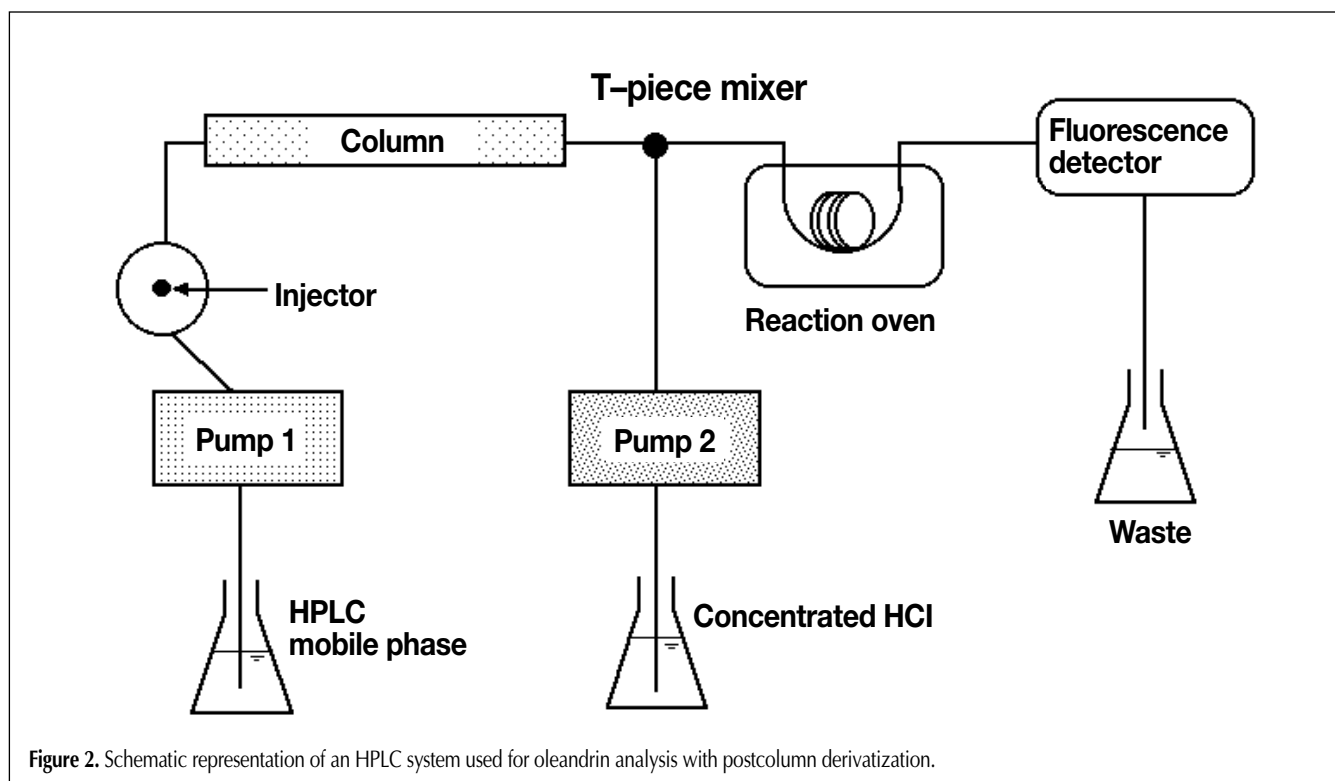 T–piece mixer
Column
Fluorescence
detector
Injector
Reaction oven
Pump 1
Pump 2
Waste
HPLC
mobile phase
Concentrated HCl
Figure 2. Schematic representation of an HPLC system used for oleandrin analysis with postcolumn derivatization.